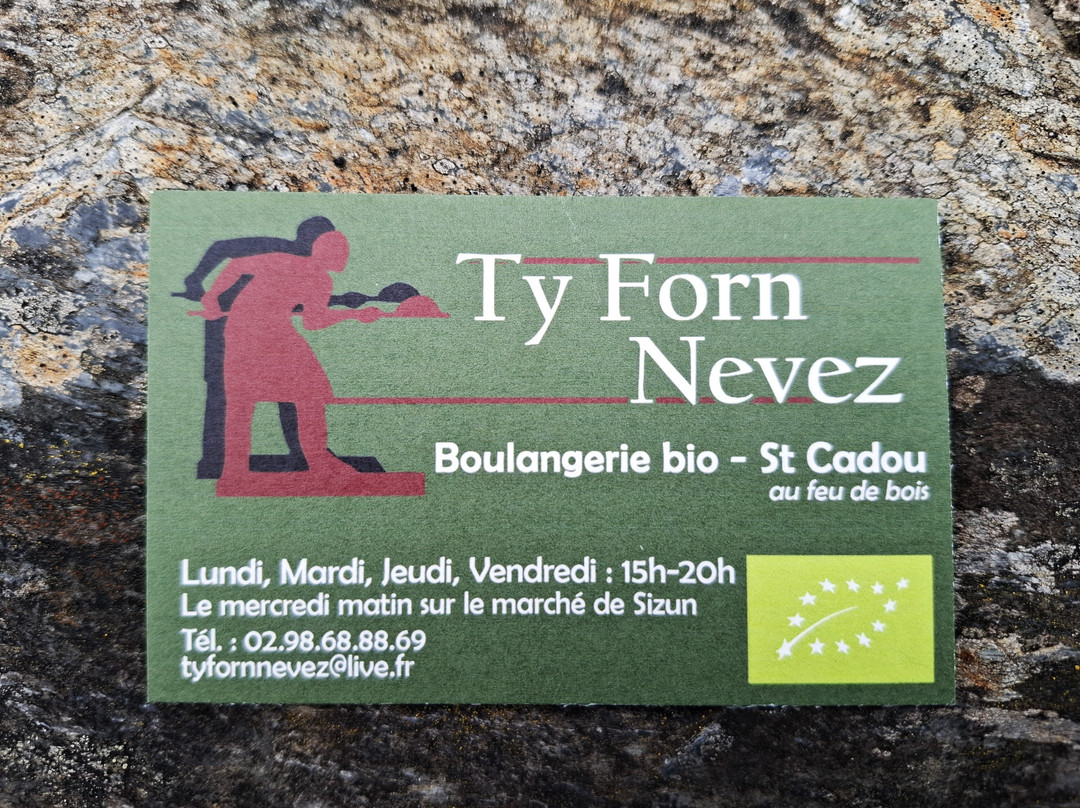 Ty Forn
Nevez
Boulangerie bio - St Cadou
au feu de bois
Lundi, Mardi, Jeudi, Vendredi : 15h-20h
Le mercredi matin sur le marché de Sizun
Tél. : 02.98.68.88.69
tyfornnevez@live.fr